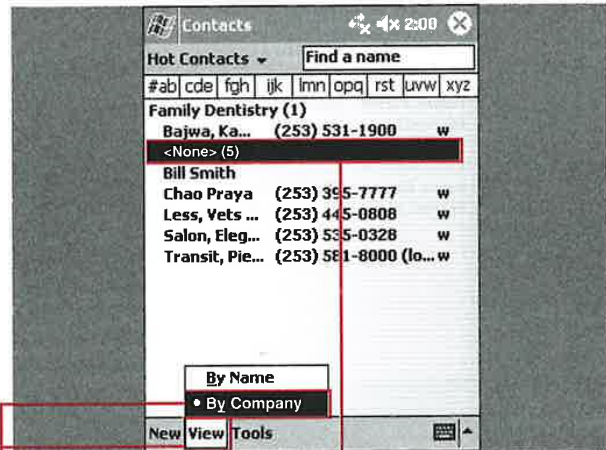 Contacts 2:00
Hot Contacts Find a name
#ab cde fgh ijk lmn opq rst uvw xyz
Family Dentistry (1)
Bajwa, Ka... (253) 531-1900 w
<None> (5)
Bill Smith
Chao Praya (253) 395-7777 w
Less, Vets ... (253) 445-0808 w
Salon, Eleg... (253) 535-0328 w
Transit, Pie... (253) 581-8000 (lo... w
By Name
• By Company
New View Tools